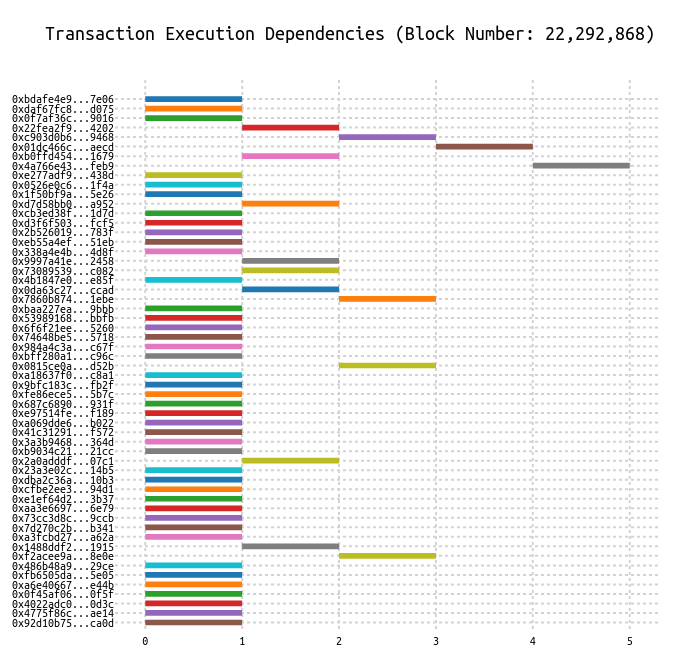 Transaction Execution Dependencies (Block Number: 22,292,868)
0xbdafe4e9...7e06
0xdaf67fc8...d075
0x0f7af36c...9016
0x22fea2f9...4202
0xc903d0b6...9468
0x01dc466c...aecd
0xb0ffd454...1679
0x4a766e43...feb9
0xe277adf9...438d
0x0526e0c6...1f4a
0x1f50bf9a...5e26
0xd7d58bb0...a952
0xcb3ed38f...1d7d
0xd3f6f503...fcf5
0x2b526019...783f
0xeb55a4ef...51eb
0x338a4e4b...4d8f
0x9997a41e...2458
0x73089539...c082
0x4b1847e0...e85f
0x0da63c27...ccad
0x7860b874...1ebe
0xbaa227ea...9bbb
0x53989168...bbfb
0x6f6f21ee...5260
0x74648be5...5718
0x984a4c3a...c67f
0xbff280a1...c96c
0x0815ce0a...d52b
0xa18637f0...c8a1
0x9bfc183c...fb2f
0xfe86ece5...5b7c
0x687c6890...931f
0xe97514fe...f189
0xa069dde6...b022
0x41c31291...f572
0x3a3b9468...364d
0xb9034c21...21cc
0x2a0adddf...07c1
0x23a3e02c...14b5
0xdba2c36a...10b3
0xcfbe2ee3...94d1
0xe1ef64d2...3b37
0xaa3e6697...6e79
0x73cc3d8c...9ccb
0x7d270c2b...b341
0xa3fcbd27...a62a
0x1488ddf2...1915
0xf2acee9a...8e0e
0x486b48a9...29ce
0xfb6505da...5e05
0xa6e40667...e44b
0x0f45af06...0f5f
0x4022adc0...0d3c
0x4775f86c...ae14
0x92d10b75...ca0d
0 1 2 3 4 5